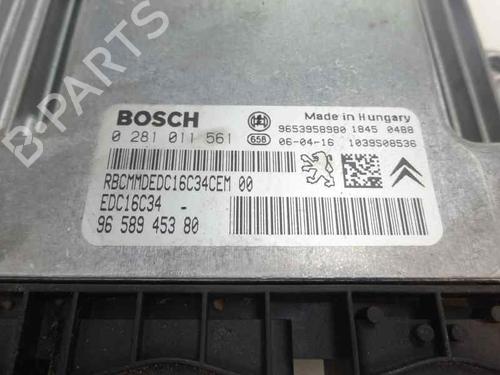 BOSCH
0 281 011 561
658
Made in Hungary
9653958980 1845 0488
06-04-16 1039S08536
RBCMMDEDC16C34CEM 00
EDC16C34 -
96 589 453 80